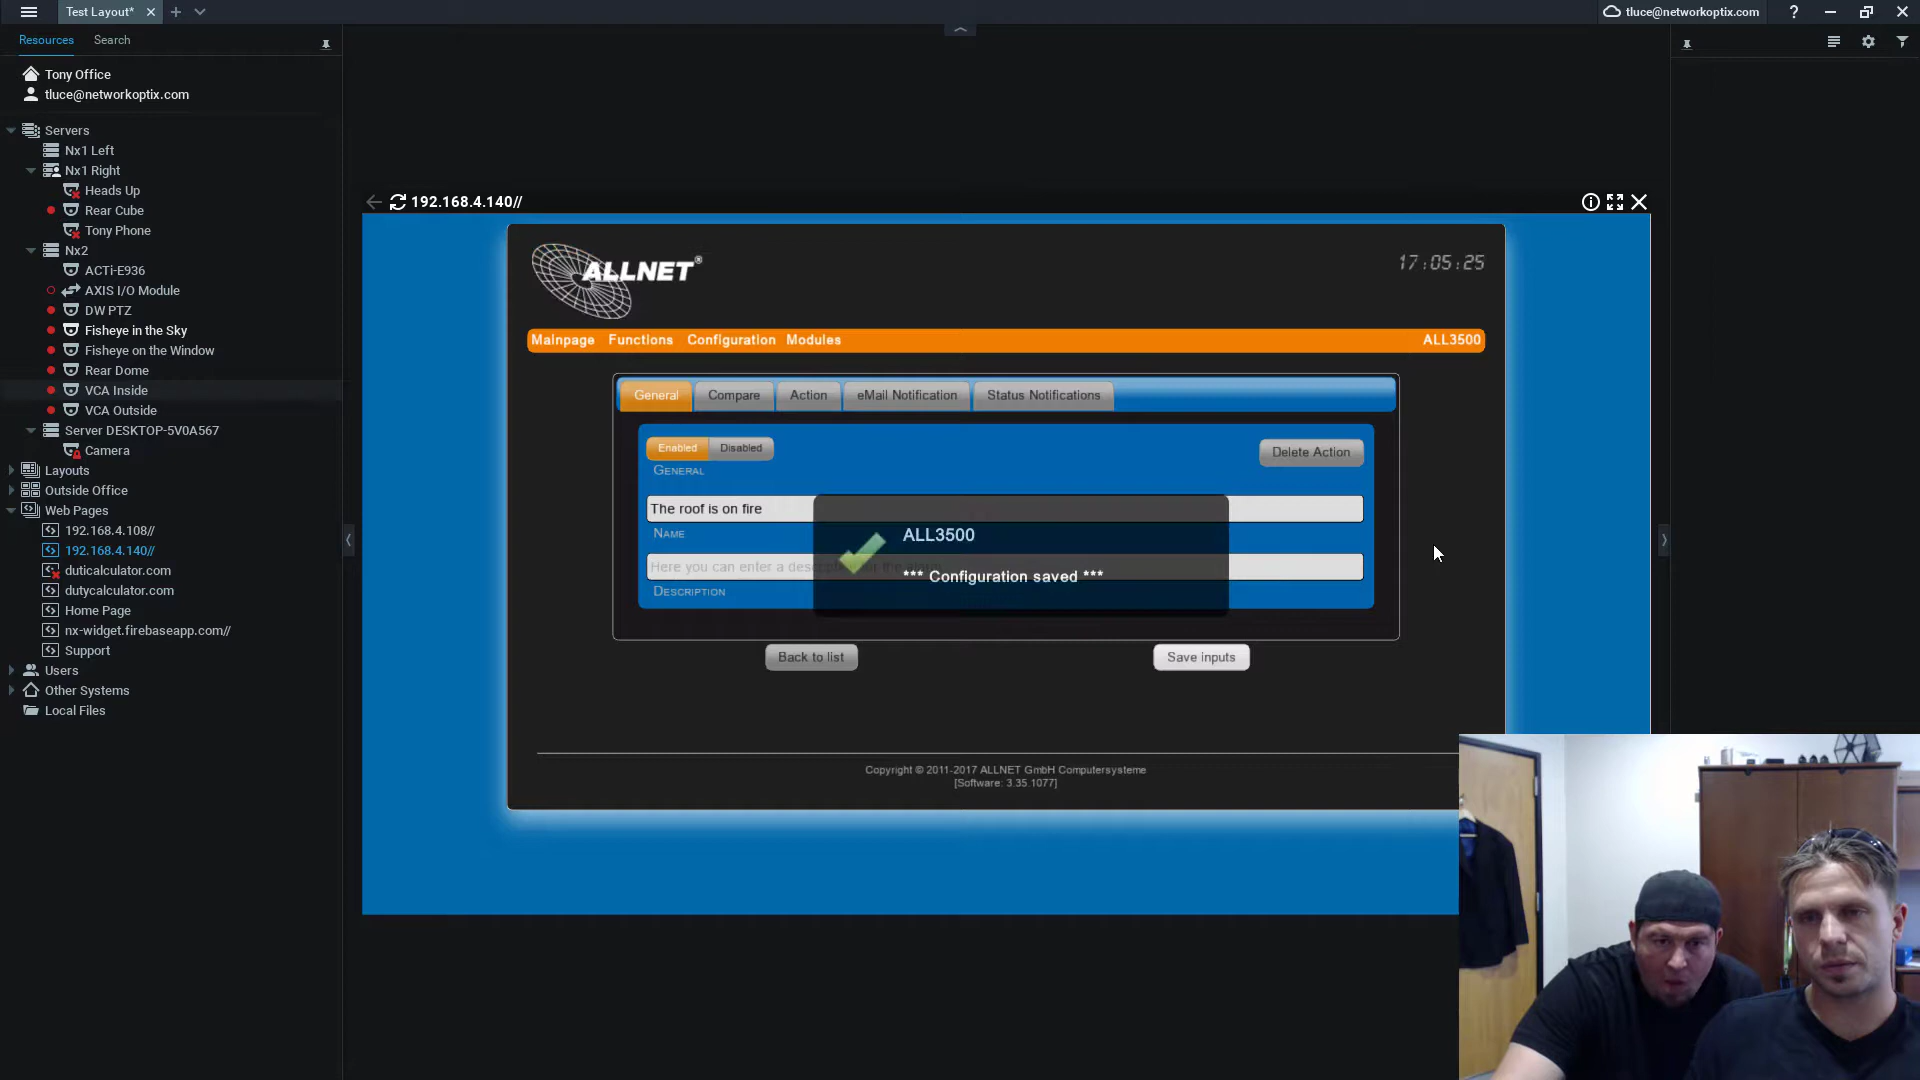 Test Layout*
tluce@networkoptix.com
?
Resources Search
Tony Office
tluce@networkoptix.com
Servers
Nx1 Left
Nx1 Right
Heads Up
Rear Cube
Tony Phone
Nx2
ACTi-E936
AXIS I/O Module
DW PTZ
Fisheye in the Sky
Fisheye on the Window
Rear Dome
VCA Inside
VCA Outside
Server DESKTOP-5V0A567
Camera
Layouts
Outside Office
Web Pages
192.168.4.108//
192.168.4.140//
duticalculator.com
dutycalculator.com
Home Page
nx-widget.firebaseapp.com//
Support
Users
Other Systems
Local Files
192.168.4.140//
ALLNET®
17:05:25
Mainpage Functions Configuration Modules ALL3500
General Compare Action eMail Notification Status Notifications
Enabled Disabled
Delete Action
GENERAL
The roof is on fire
NAME
ALL3500
Here you can enter a description for the alarm
*** Configuration saved ***
DESCRIPTION
Back to list Save inputs
Copyright © 2011-2017 ALLNET GmbH Computersysteme
[Software: 3.35.1077]